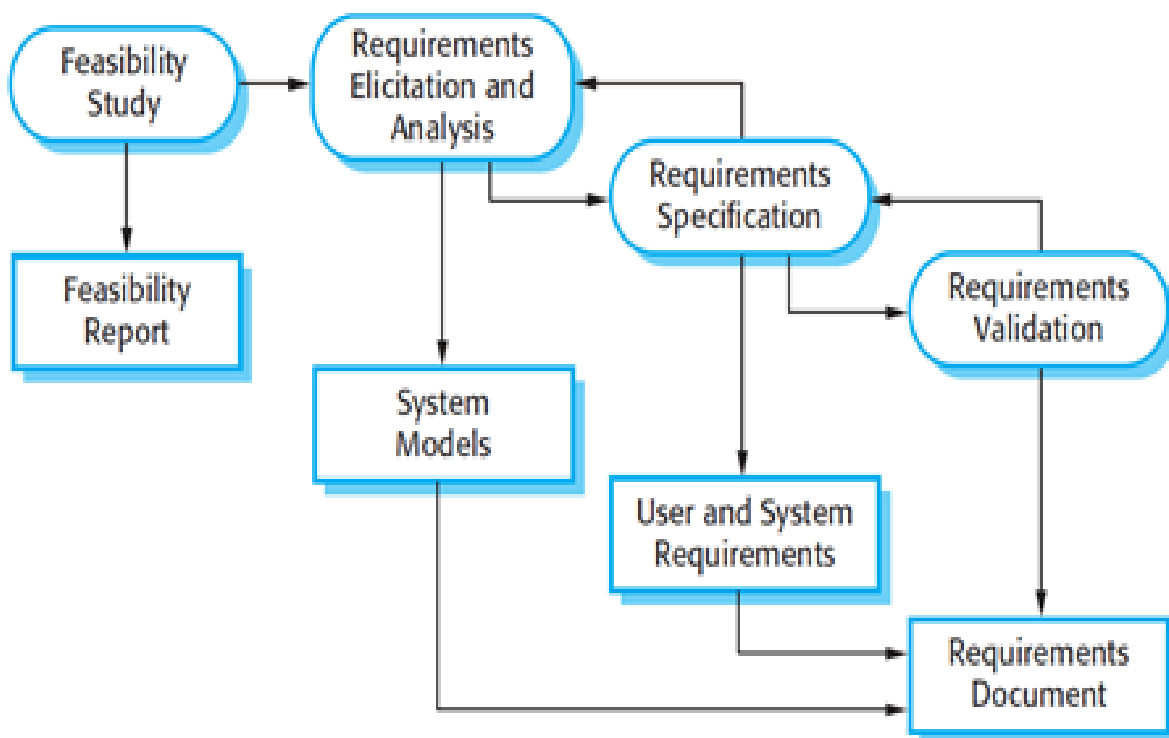 Feasibility
Study
Requirements
Elicitation and
Analysis
Requirements
Specification
Requirements
Validation
Feasibility
Report
System
Models
User and System
Requirements
Requirements
Document